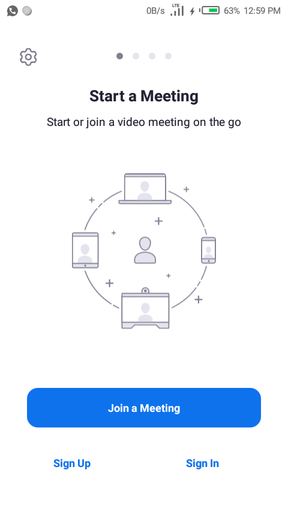 0B/s LTE 63% 12:59 PM
Start a Meeting
Start or join a video meeting on the go
Join a Meeting
Sign Up Sign In